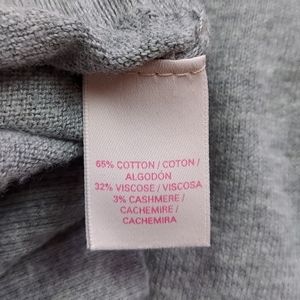 65% COTTON / COTON /
ALGODÓN
32% VISCOSE / VISCOSA
3% CASHMERE /
CACHEMIRE /
CACHEMIRA